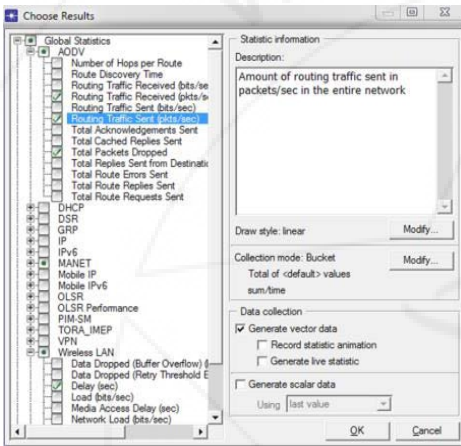 Choose Results
Global Statistics
AODV
Number of Hops per Route
Route Discovery Time
Routing Traffic Received (bits/se
Routing Traffic Received (pkts/s
Routing Traffic Sent (bits/sec)
Routing Traffic Sent (pkts/sec)
Total Acknowledgements Sent
Total Cached Replies Sent
Total Packets Dropped
Total Replies Sent from Destinatio
Total Route Errors Sent
Total Route Replies Sent
Total Route Requests Sent
DHCP
DSR
GRP
IP
IPv6
MANET
Mobile IP
Mobile IPv6
OLSR
OLSR Performance
PIM-SM
TORA_IMEP
VPN
Wireless LAN
Data Dropped (Buffer Overflow) (
Data Dropped (Retry Threshold E
Delay (sec)
Load (bits/sec)
Media Access Delay (sec)
Network Load (bits/sec)
Statistic information
Description:
Amount of routing traffic sent in
packets/sec in the entire network
Draw style: linear
Modify...
Collection mode: Bucket
Modify...
Total of <default> values
sum/time
Data collection
Generate vector data
Record statistic animation
Generate live statistic
Generate scalar data
Using last value
OK
Cancel